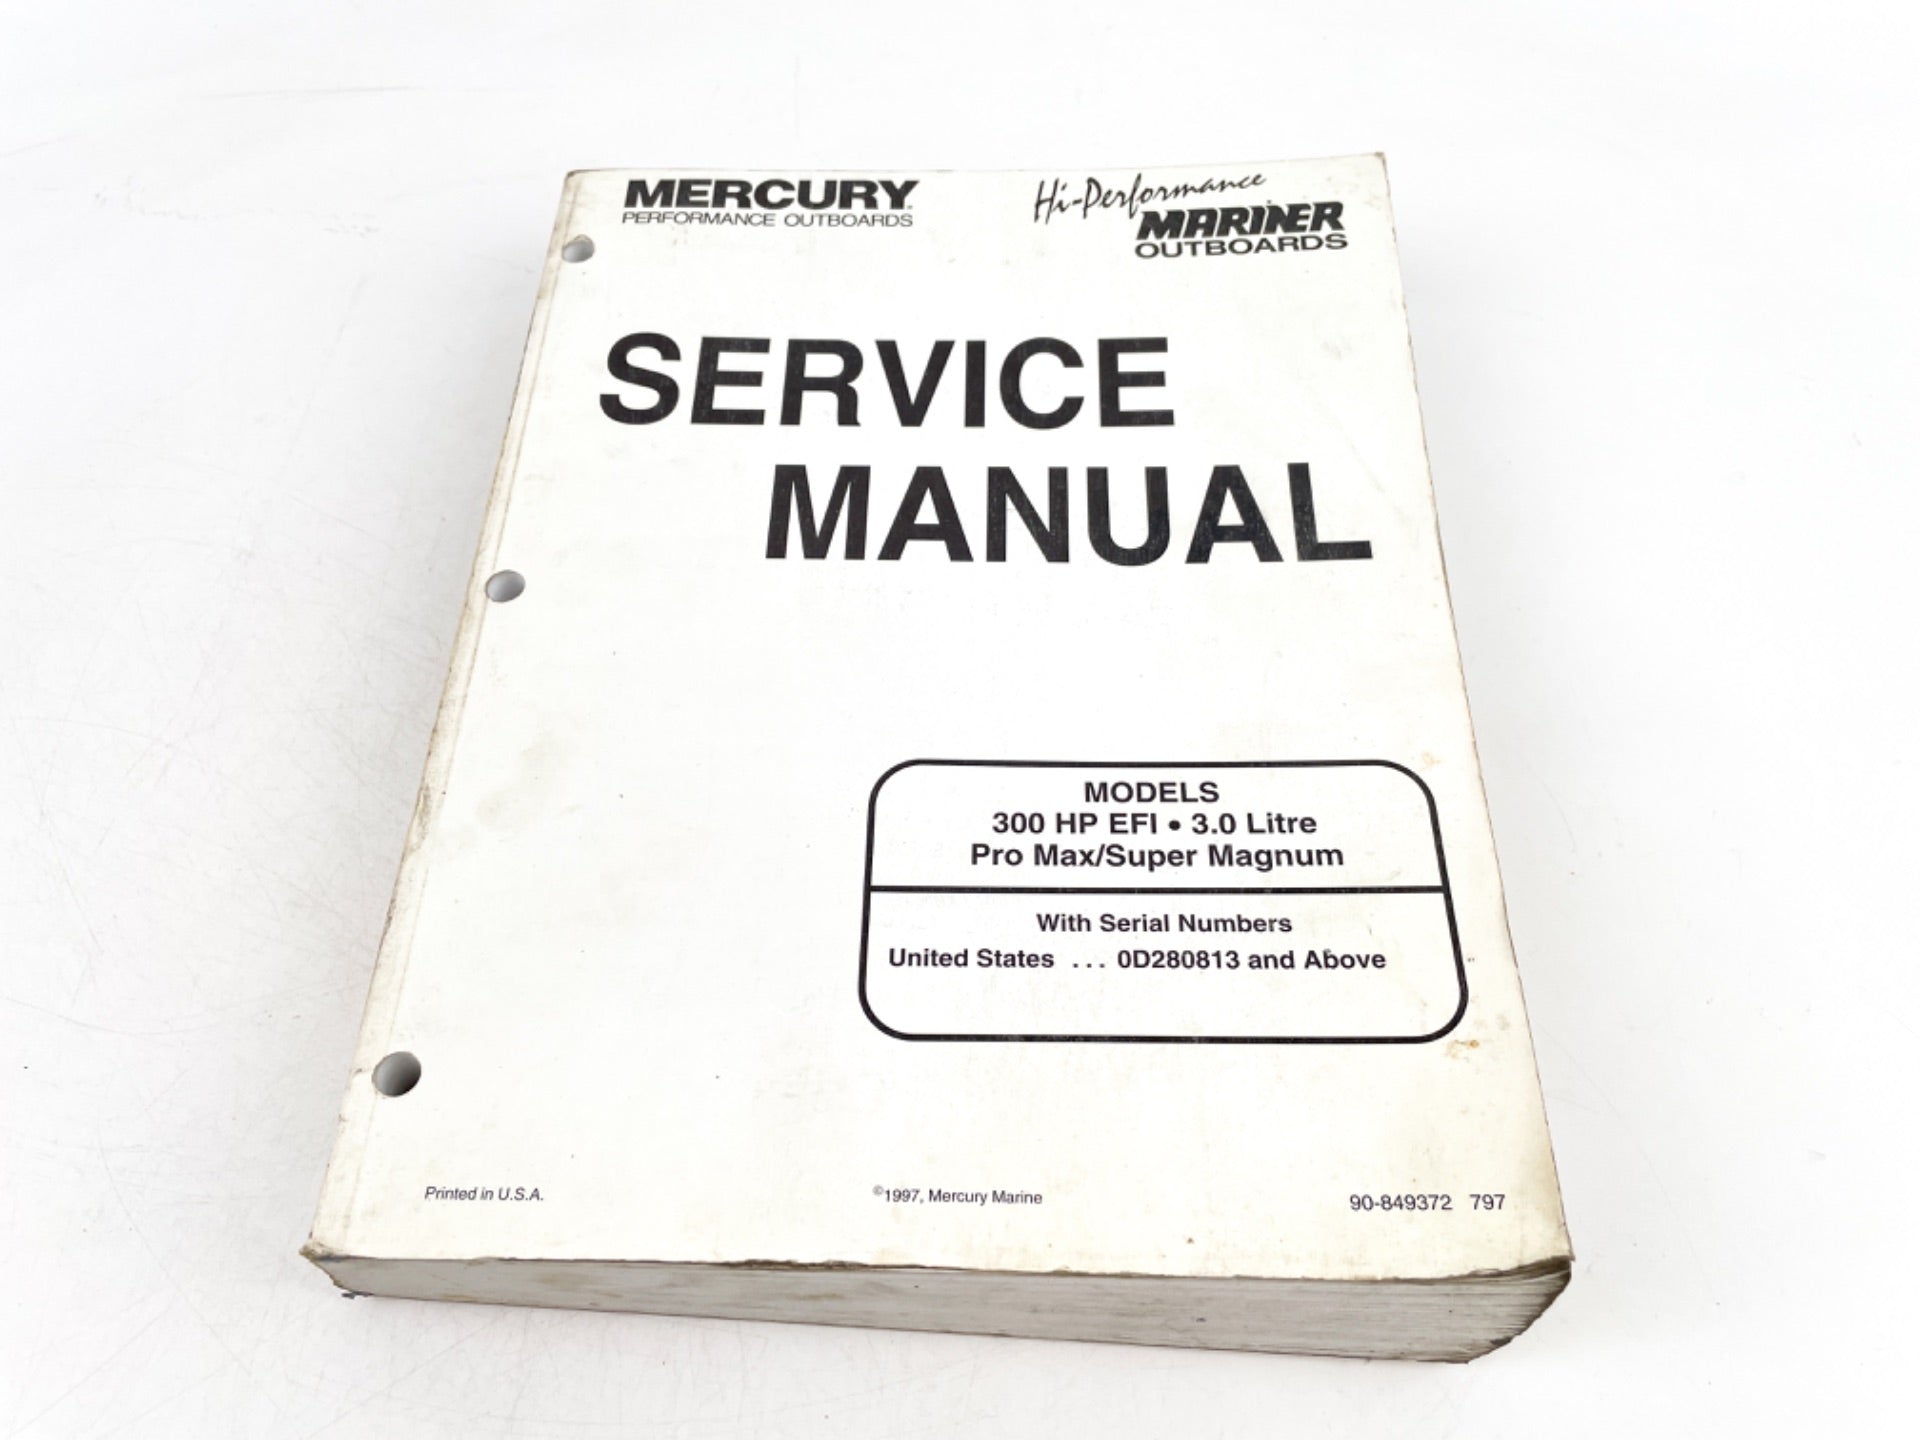 MERCURY
PERFORMANCE OUTBOARDS
Hi-Performance
MARINER
OUTBOARDS
SERVICE
MANUAL
MODELS
300 HP EFI • 3.0 Litre
Pro Max/Super Magnum
With Serial Numbers
United States ... 0D280813 and Above
Printed in U.S.A.
©1997, Mercury Marine
90-849372 797